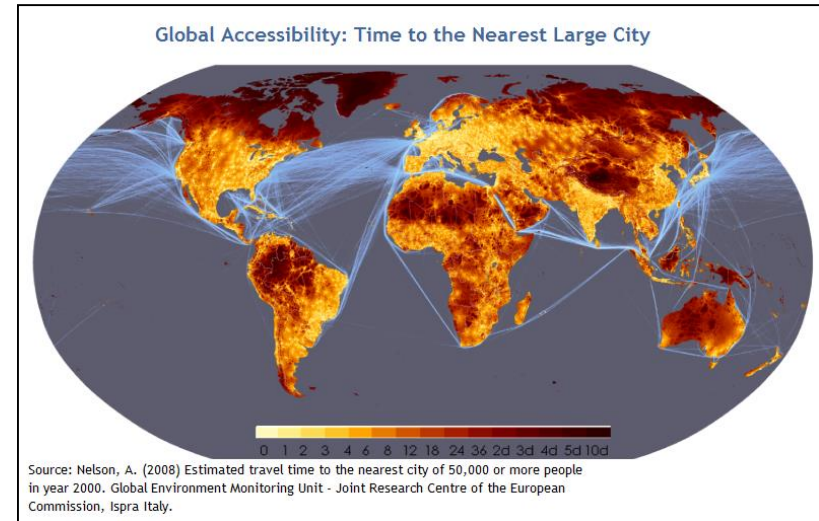 Global Accessibility: Time to the Nearest Large City
0 1 2 3 4 6 8 12 18 24 36 2d 3d 4d 5d 10d
Source: Nelson, A. (2008) Estimated travel time to the nearest city of 50,000 or more people
in year 2000. Global Environment Monitoring Unit - Joint Research Centre of the European
Commission, Ispra Italy.